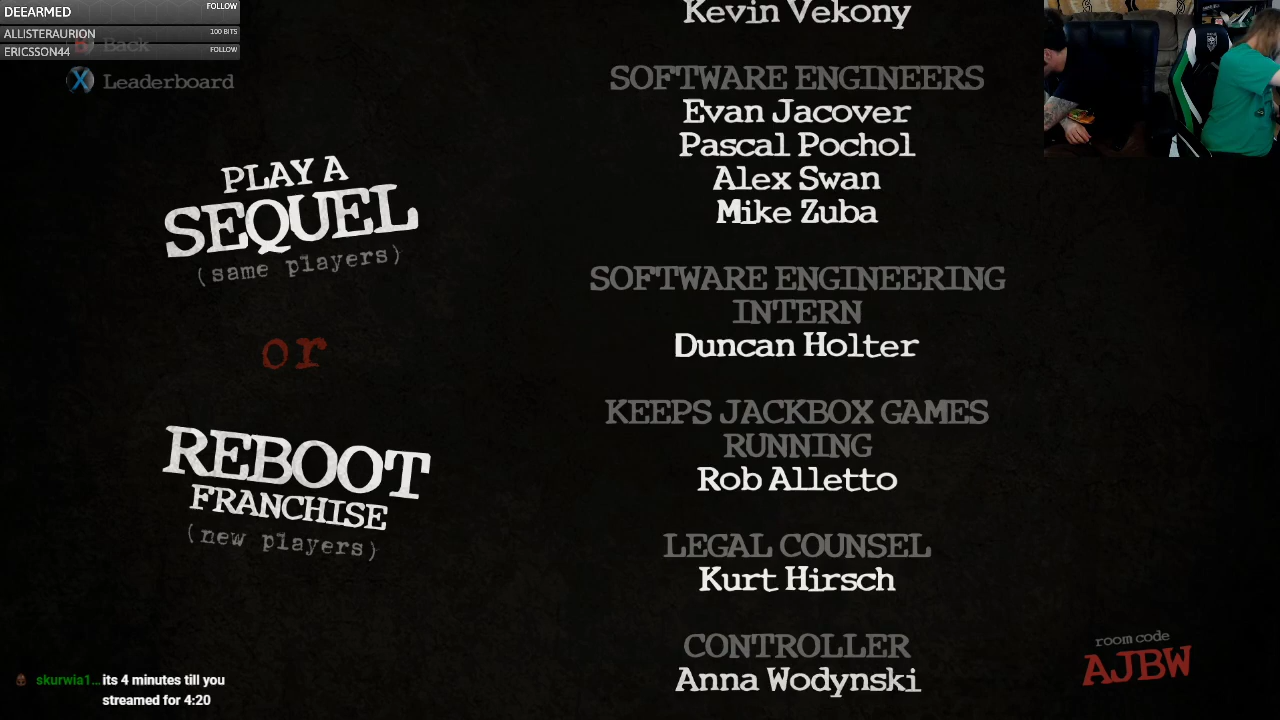 DEEARMED FOLLOW
ALLISTERAURION 100 BITS
ERICSSON44 FOLLOW
B Back
X Leaderboard
PLAY A
SEQUEL
(same players)
or
REBOOT
FRANCHISE
(new players)
Kevin Vekony
SOFTWARE ENGINEERS
Evan Jacover
Pascal Pochol
Alex Swan
Mike Zuba
SOFTWARE ENGINEERING
INTERN
Duncan Holter
KEEPS JACKBOX GAMES
RUNNING
Rob Alletto
LEGAL COUNSEL
Kurt Hirsch
CONTROLLER
Anna Wodynski
room code
AJBW
skurwia1... its 4 minutes till you
streamed for 4:20